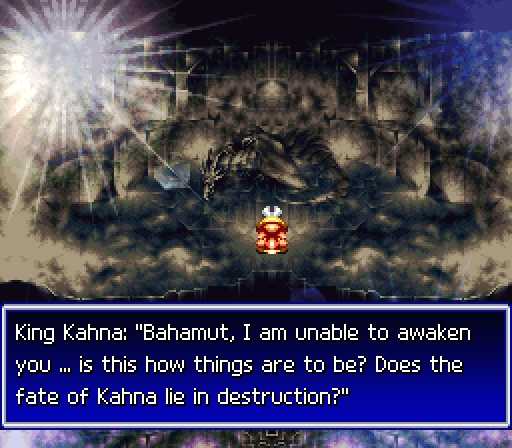 King Kahna: "Bahamut, I am unable to awaken
you ... is this how things are to be? Does the
fate of Kahna lie in destruction?"